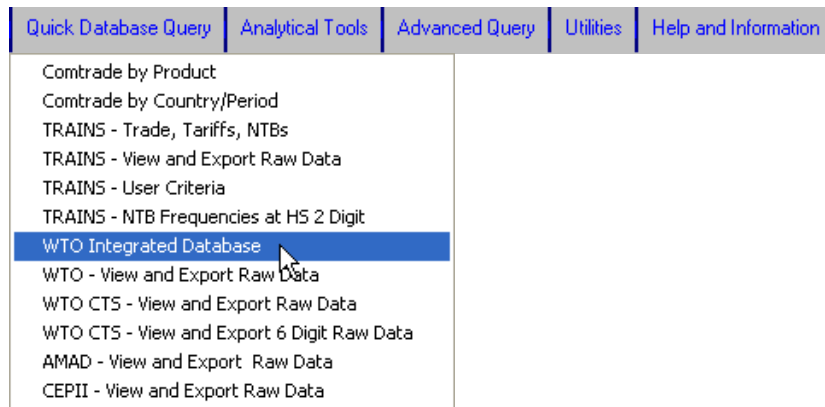 Quick Database Query Analytical Tools Advanced Query Utilities Help and Information
Comtrade by Product
Comtrade by Country/Period
TRAINS - Trade, Tariffs, NTBs
TRAINS - View and Export Raw Data
TRAINS - User Criteria
TRAINS - NTB Frequencies at HS 2 Digit
WTO Integrated Database
WTO - View and Export Raw Data
WTO CTS - View and Export Raw Data
WTO CTS - View and Export 6 Digit Raw Data
AMAD - View and Export Raw Data
CEPII - View and Export Raw Data